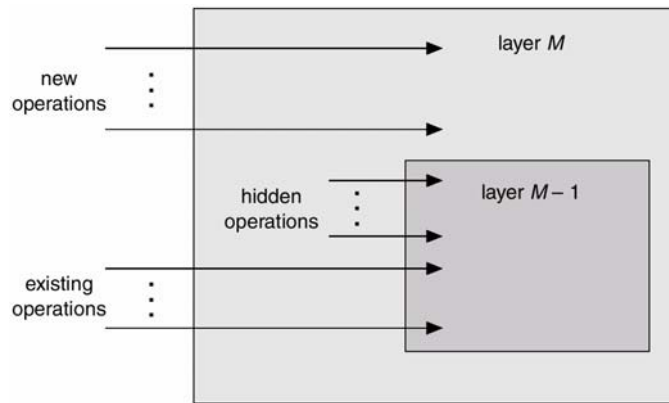 layer M
new
operations
layer M – 1
hidden
operations
existing
operations